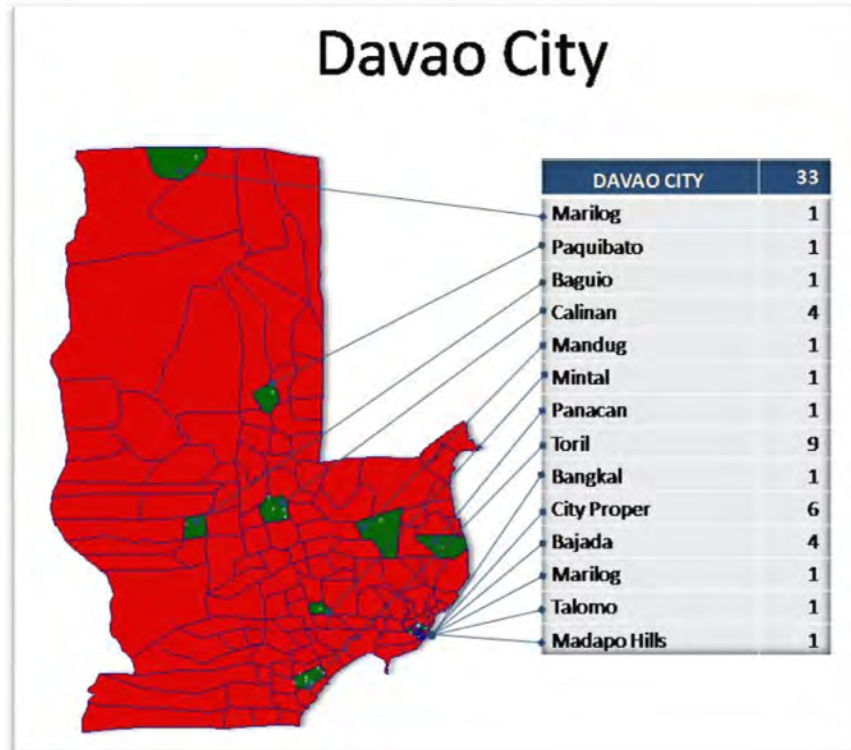 Davao City
DAVAO CITY 33
Marilog 1
Paquibato 1
Baguio 1
Calinan 4
Mandug 1
Mintal 1
Panacan 1
Toril 9
Bangkal 1
City Proper 6
Bajada 4
Marilog 1
Talomo 1
Madapo Hills 1